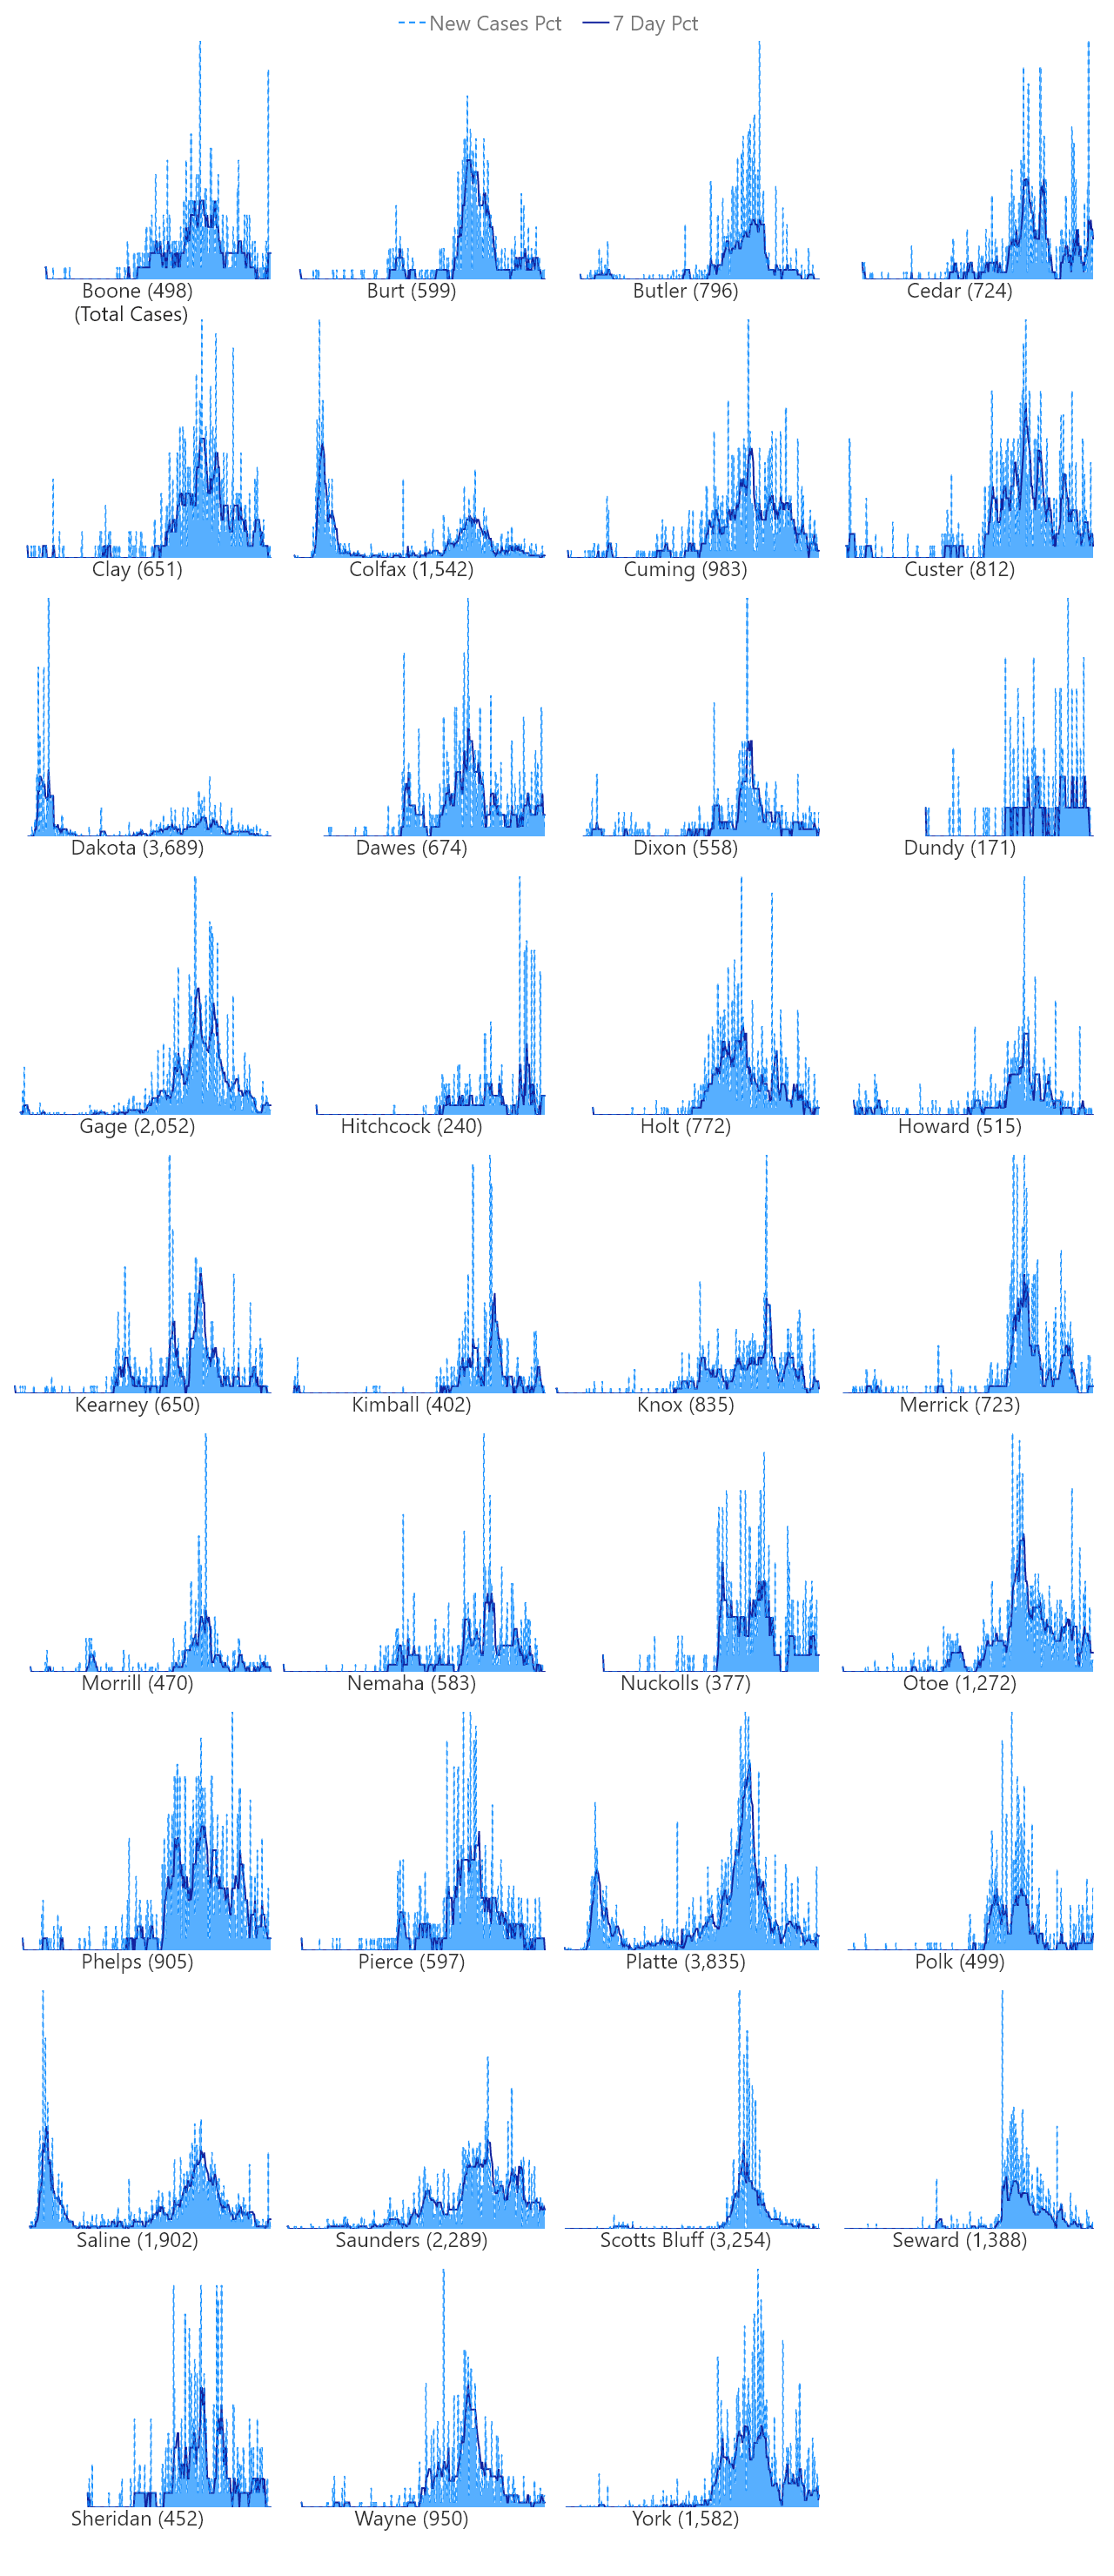 New Cases Pct 7 Day Pct
Boone (498) Burt (599) Butler (796) Cedar (724)
(Total Cases)
Clay (651) Colfax (1,542) Cuming (983) Custer (812)
Dakota (3,689) Dawes (674) Dixon (558) Dundy (171)
Gage (2,052) Hitchcock (240) Holt (772) Howard (515)
Kearney (650) Kimball (402) Knox (835) Merrick (723)
Morrill (470) Nemaha (583) Nuckolls (377) Otoe (1,272)
Phelps (905) Pierce (597) Platte (3,835) Polk (499)
Saline (1,902) Saunders (2,289) Scotts Bluff (3,254) Seward (1,388)
Sheridan (452) Wayne (950) York (1,582)